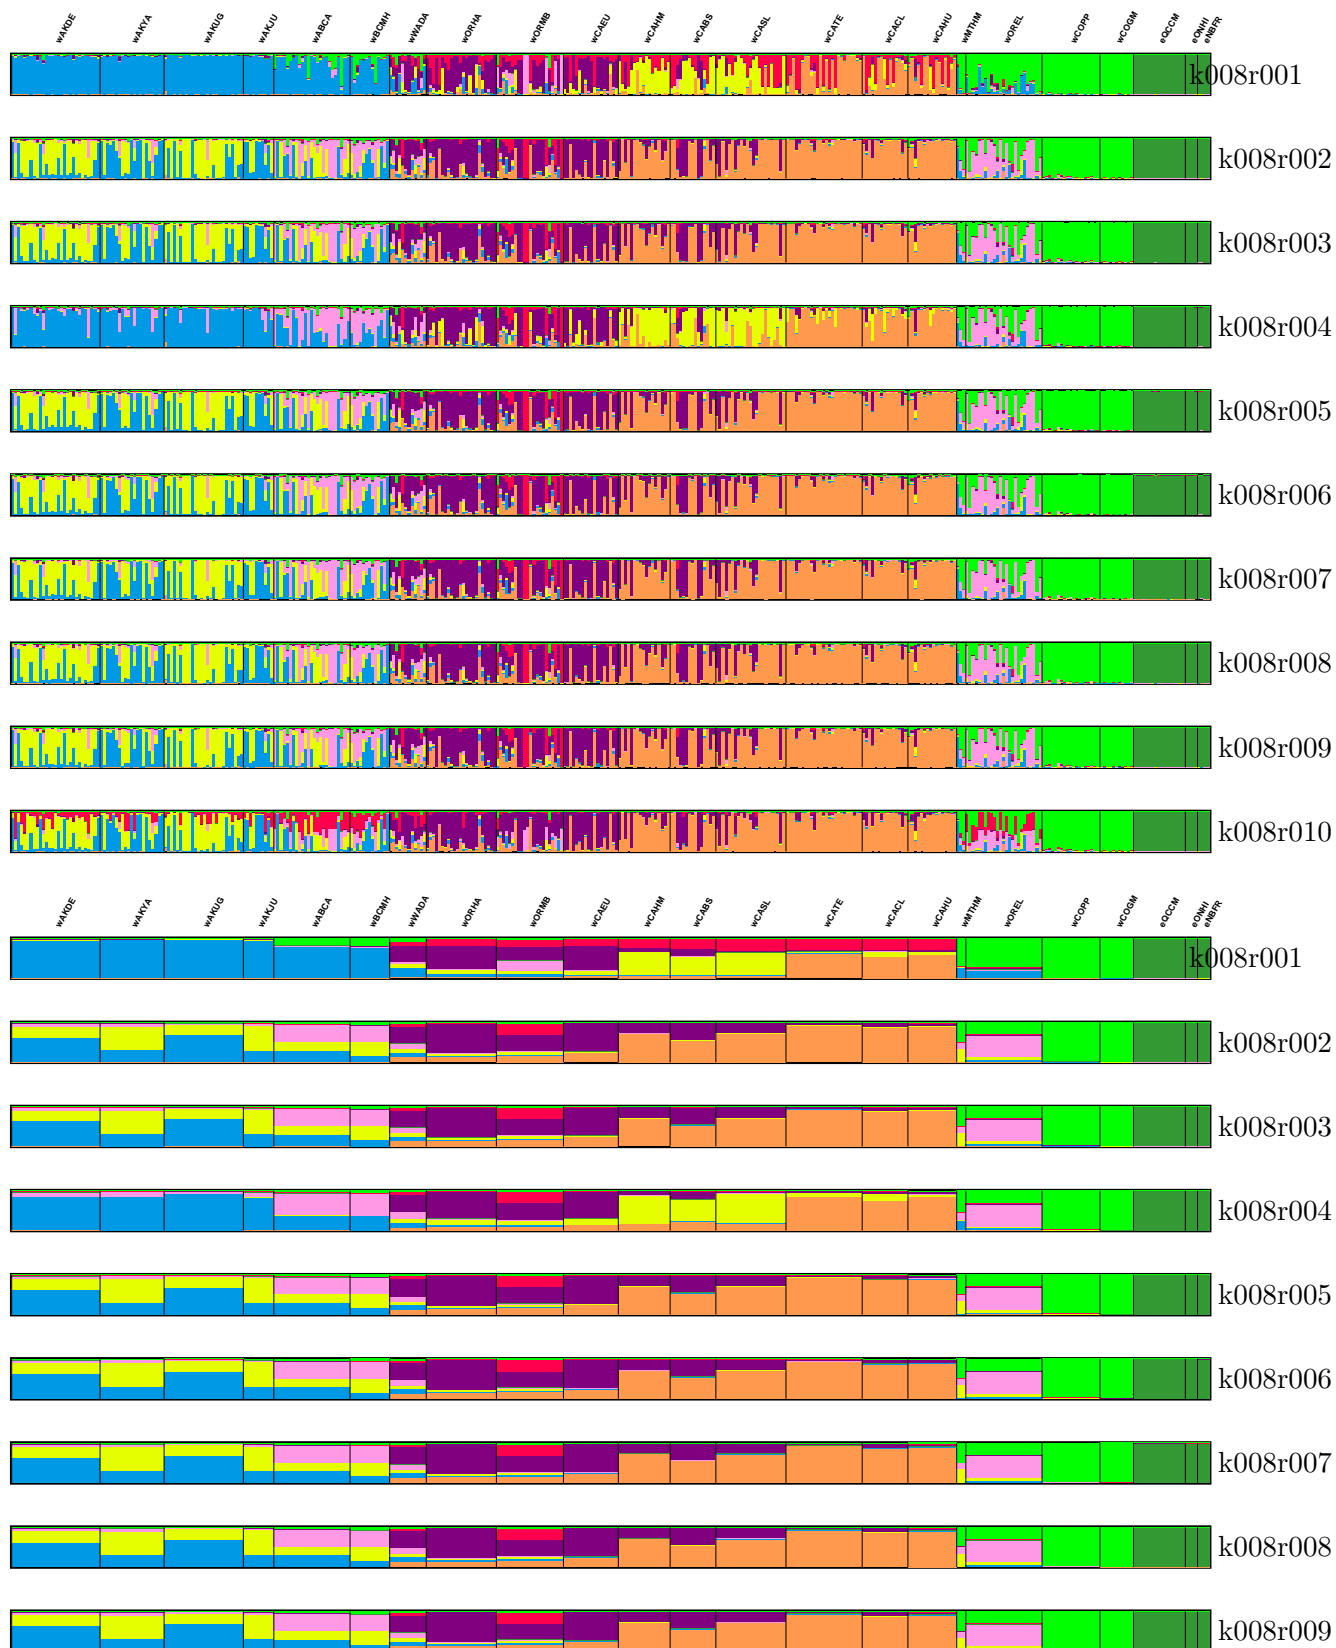 wAKDE wAKYA wAKUG wAKJU wABCA wBCMH wWADA wORHA wORMB wCAEU wCAHM wCABS wCASL wCATE wCACL wCAHU wMTHM wOREL wCOPP wCOGM eQCCM eONHI eNBFR
k008r001
k008r002
k008r003
k008r004
k008r005
k008r006
k008r007
k008r008
k008r009
k008r010
wAKDE wAKYA wAKUG wAKJU wABCA wBCMH wWADA wORHA wORMB wCAEU wCAHM wCABS wCASL wCATE wCACL wCAHU wMTHM wOREL wCOPP wCOGM eQCCM eONHI eNBFR
k008r001
k008r002
k008r003
k008r004
k008r005
k008r006
k008r007
k008r008
k008r009